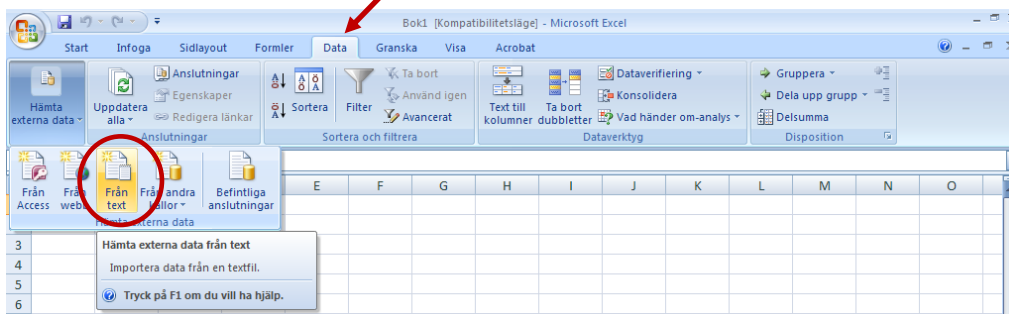 Bok1 [Kompatibilitetsläge] - Microsoft Excel
Start Infoga Sidlayout Formler Data Granska Visa Acrobat
Hämta externa data
Uppdatera alla
Anslutningar
Egenskaper
Redigera länkar
Anslutningar
Sortera
Filter
Ta bort
Använd igen
Avancerat
Sortera och filtrera
Text till kolumner
Ta bort dubbletter
Dataverifiering
Konsolidera
Vad händer om-analys
Dataverktyg
Gruppera
Dela upp grupp
Delsumma
Disposition
Från Access
Från
Från text
Från andra
Befintliga anslutningar
Hämta externa data
E F G H I J K L M N O
3
4
5
6
Hämta externa data från text
Importera data från en textfil.
Tryck på F1 om du vill ha hjälp.